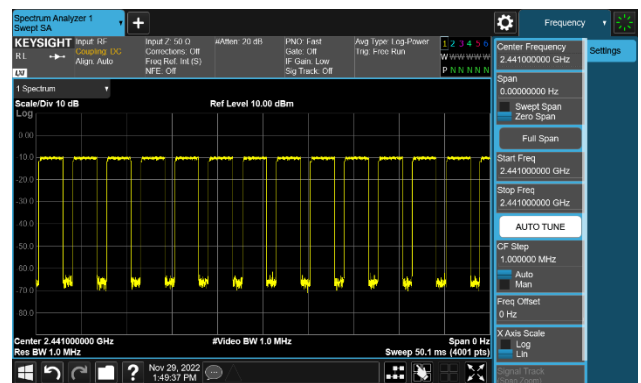 Spectrum Analyzer 1
Swept SA
+
Frequency
KEYSIGHT
RL
LXI
Input: RF
Coupling: DC
Align: Auto
Input Z: 50 Ω
Corrections: Off
Freq Ref: Int (S)
NFE: Off
#Atten: 20 dB
PNO: Fast
Gate: Off
IF Gain: Low
Sig Track: Off
Avg Type: Log-Power
Trig: Free Run
1 2 3 4 5 6
W W W W W W
P N N N N N
1 Spectrum
Scale/Div 10 dB
Ref Level 10.00 dBm
Log
0.00
-10.0
-20.0
-30.0
-40.0
-50.0
-60.0
-70.0
80.0
Center 2.441000000 GHz
#Video BW 1.0 MHz
Span 0 Hz
Res BW 1.0 MHz
Sweep 50.1 ms (4001 pts)
Nov 29, 2022
1:49:37 PM
Center Frequency
2.441000000 GHz
Settings
Span
0.00000000 Hz
Swept Span
Zero Span
Full Span
Start Freq
2.441000000 GHz
Stop Freq
2.441000000 GHz
AUTO TUNE
CF Step
1.000000 MHz
Auto
Man
Freq Offset
0 Hz
X Axis Scale
Log
Lin
Signal Track
(Span Zoom)